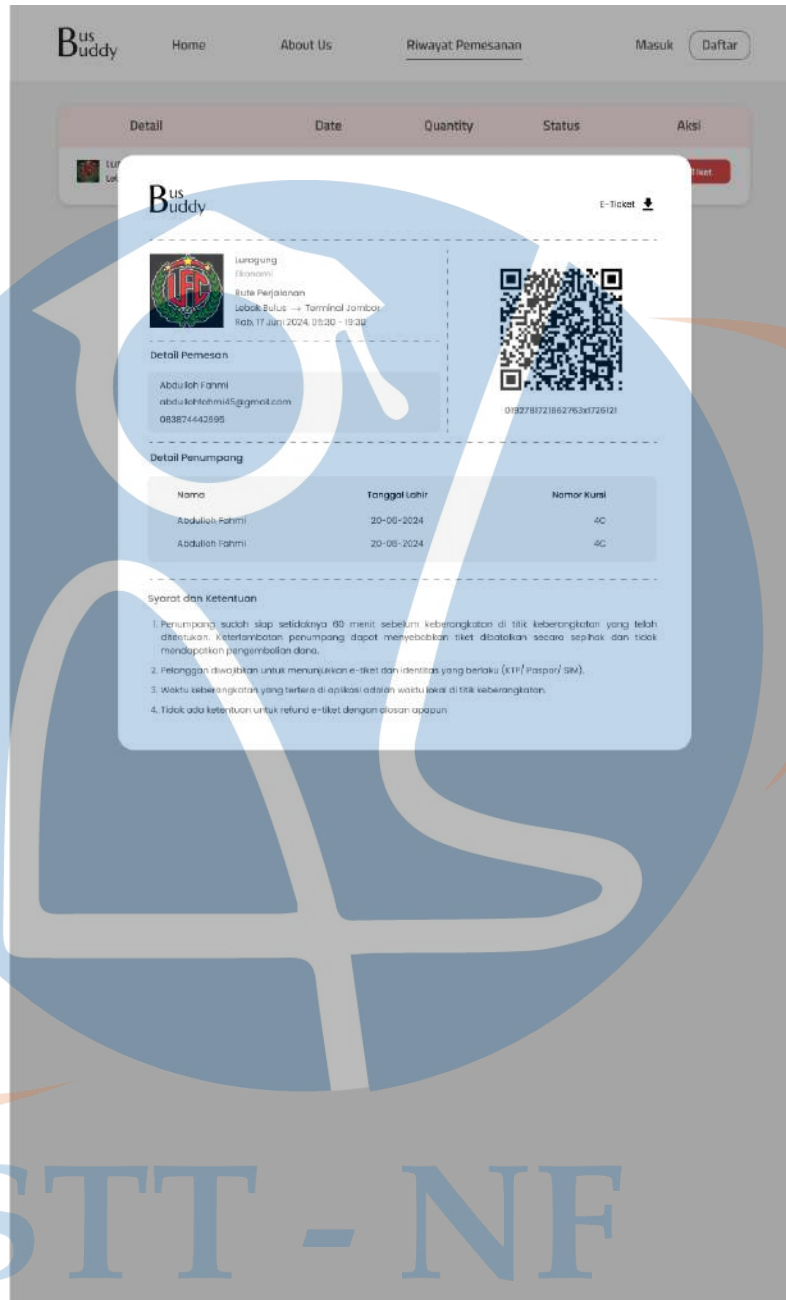 Bus Buddy
Home
About Us
Riwayat Pemesanan
Masuk
Daftar
Detail
Date
Quantity
Status
Aksi
Tiket
Bus Buddy
E-Ticket
Luragung
Ekonomi
Rute Perjalanan
Lebak Bulus → Terminal Jombor
Rab, 17 Juni 2024, 05:30 - 19:30
LFC
Detail Pemesan
Abdulloh Fahmi
083874442695
Detail Penumpang
Nama Tanggal Lahir Nomor Kursi
Abdulloh Fahmi 20-06-2024 4C
Abdulloh Fahmi 20-06-2024 4C
Syarat dan Ketentuan
1. Penumpang sudah siap setidaknya 60 menit sebelum keberangkatan di titik keberangkatan yang telah
ditentukan. Keterlambatan penumpang dapat menyebabkan tiket dibatalkan secara sepihak dan tidak
mendapatkan pengembalian dana.
2. Pelanggan diwajibkan untuk menunjukkan e-tiket dan identitas yang berlaku (KTP/ Paspor/ SIM).
3. Waktu keberangkatan yang tertera di aplikasi adalah waktu lokal di titik keberangkatan.
4. Tidak ada ketentuan untuk refund e-tiket dengan alasan apapun
STT - NF